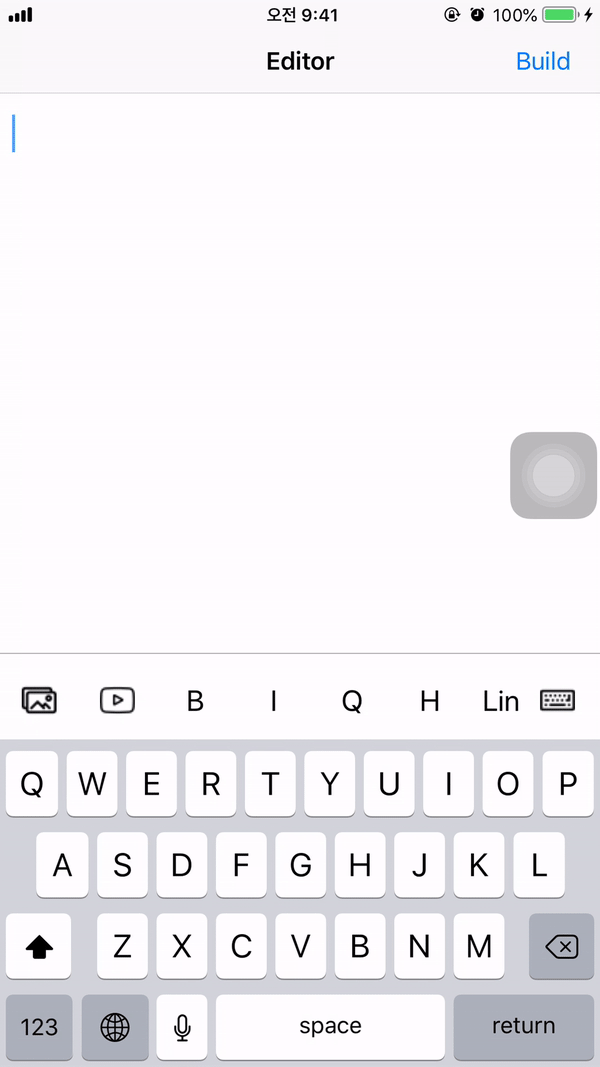 오전 9:41
100%
Editor
Build
B I Q H Lin
Q W E R T Y U I O P
A S D F G H J K L
Z X C V B N M
123 space return